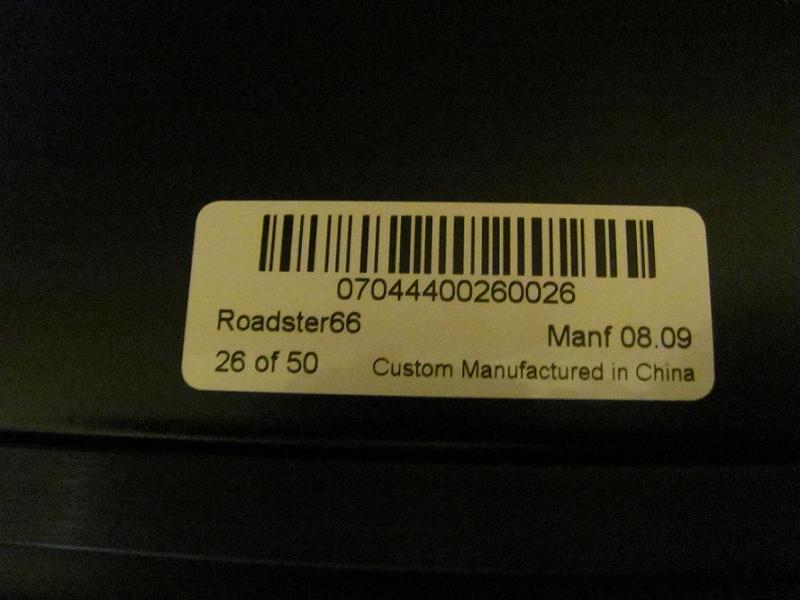 07044400260026
Roadster66
Manf 08.09
26 of 50
Custom Manufactured in China